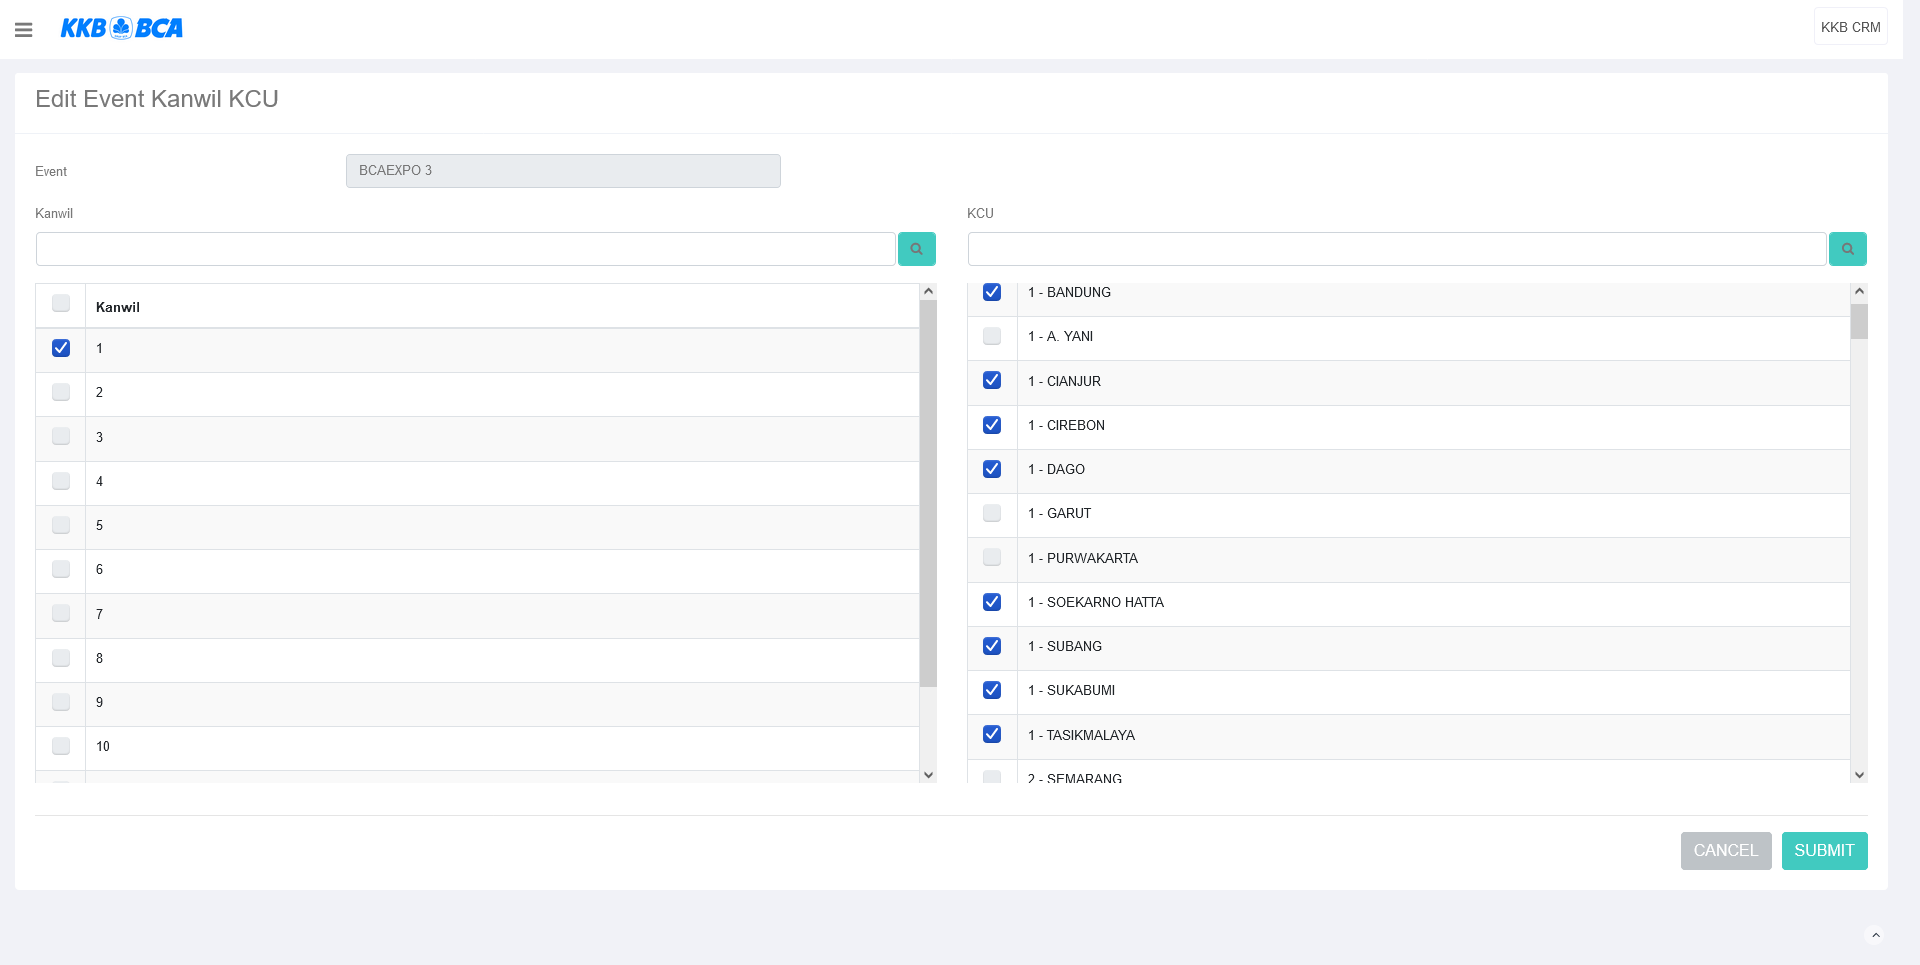 KKB BCA
KKB CRM
Edit Event Kanwil KCU
Event
BCAEXPO 3
Kanwil
KCU
Kanwil
1
2
3
4
5
6
7
8
9
10
1 - BANDUNG
1 - A. YANI
1 - CIANJUR
1 - CIREBON
1 - DAGO
1 - GARUT
1 - PURWAKARTA
1 - SOEKARNO HATTA
1 - SUBANG
1 - SUKABUMI
1 - TASIKMALAYA
2 - SEMARANG
CANCEL
SUBMIT